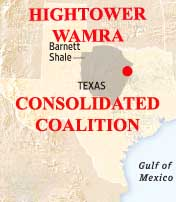 HIGHTOWER
WAMRA
Barnett
Shale
TEXAS
CONSOLIDATED
COALITION
Gulf of
Mexico